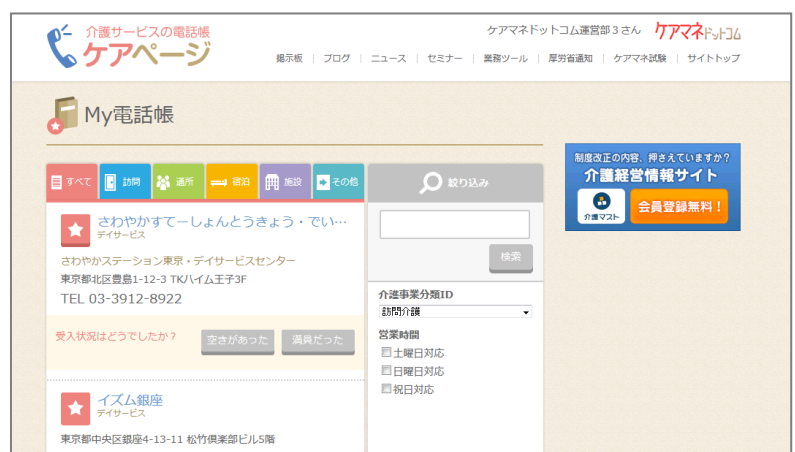 介護サービスの電話帳
ケアページ
ケアマネドットコム運営部３さん
ケアマネドットコム
掲示板 | ブログ | ニュース | セミナー | 業務ツール | 厚労省通知 | ケアマネ試験 | サイトトップ
My電話帳
すべて 訪問 通所 宿泊 施設 その他
絞り込み
さわやかすてーしょんとうきょう・でい…
デイサービス
さわやかステーション東京・デイサービスセンター
東京都北区豊島1-12-3 TKハイム王子3F
TEL 03-3912-8922
受入状況はどうでしたか？ 空きがあった 満員だった
イズム銀座
デイサービス
東京都中央区銀座4-13-11 松竹倶楽部ビル5階
検索
介護事業分類ID
訪問介護
営業時間
土曜日対応
日曜日対応
祝日対応
制度改正の内容、押さえていますか？
介護経営情報サイト
介護マスト
会員登録無料！